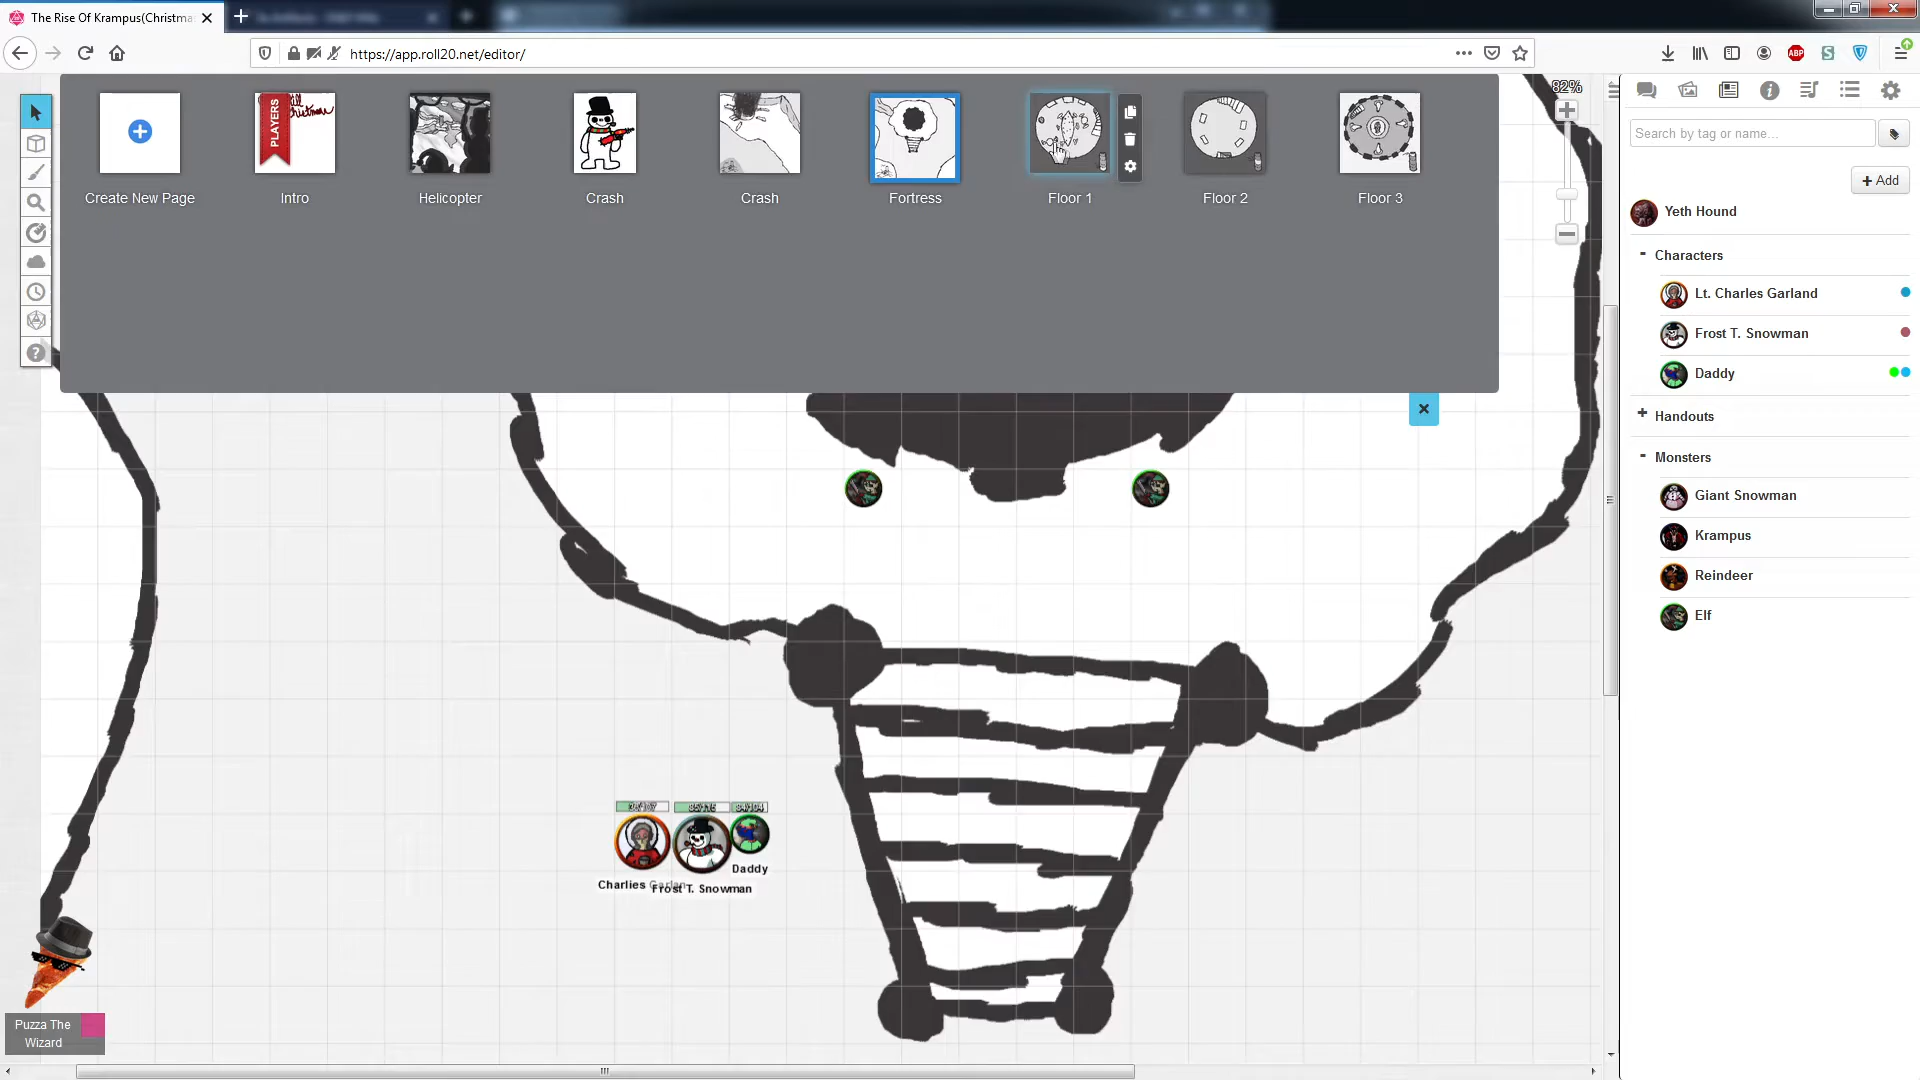 The Rise Of Krampus(Christma
https://app.roll20.net/editor/
ABP
82%
PLAYERS
Create New Page
Intro
Helicopter
Crash
Crash
Fortress
Floor 1
Floor 2
Floor 3
Search by tag or name...
+ Add
Yeth Hound
- Characters
Lt. Charles Garland
Frost T. Snowman
Daddy
+ Handouts
- Monsters
Giant Snowman
Krampus
Reindeer
Elf
Daddy
Charlies
Frost T. Snowman
Puzza The
Wizard